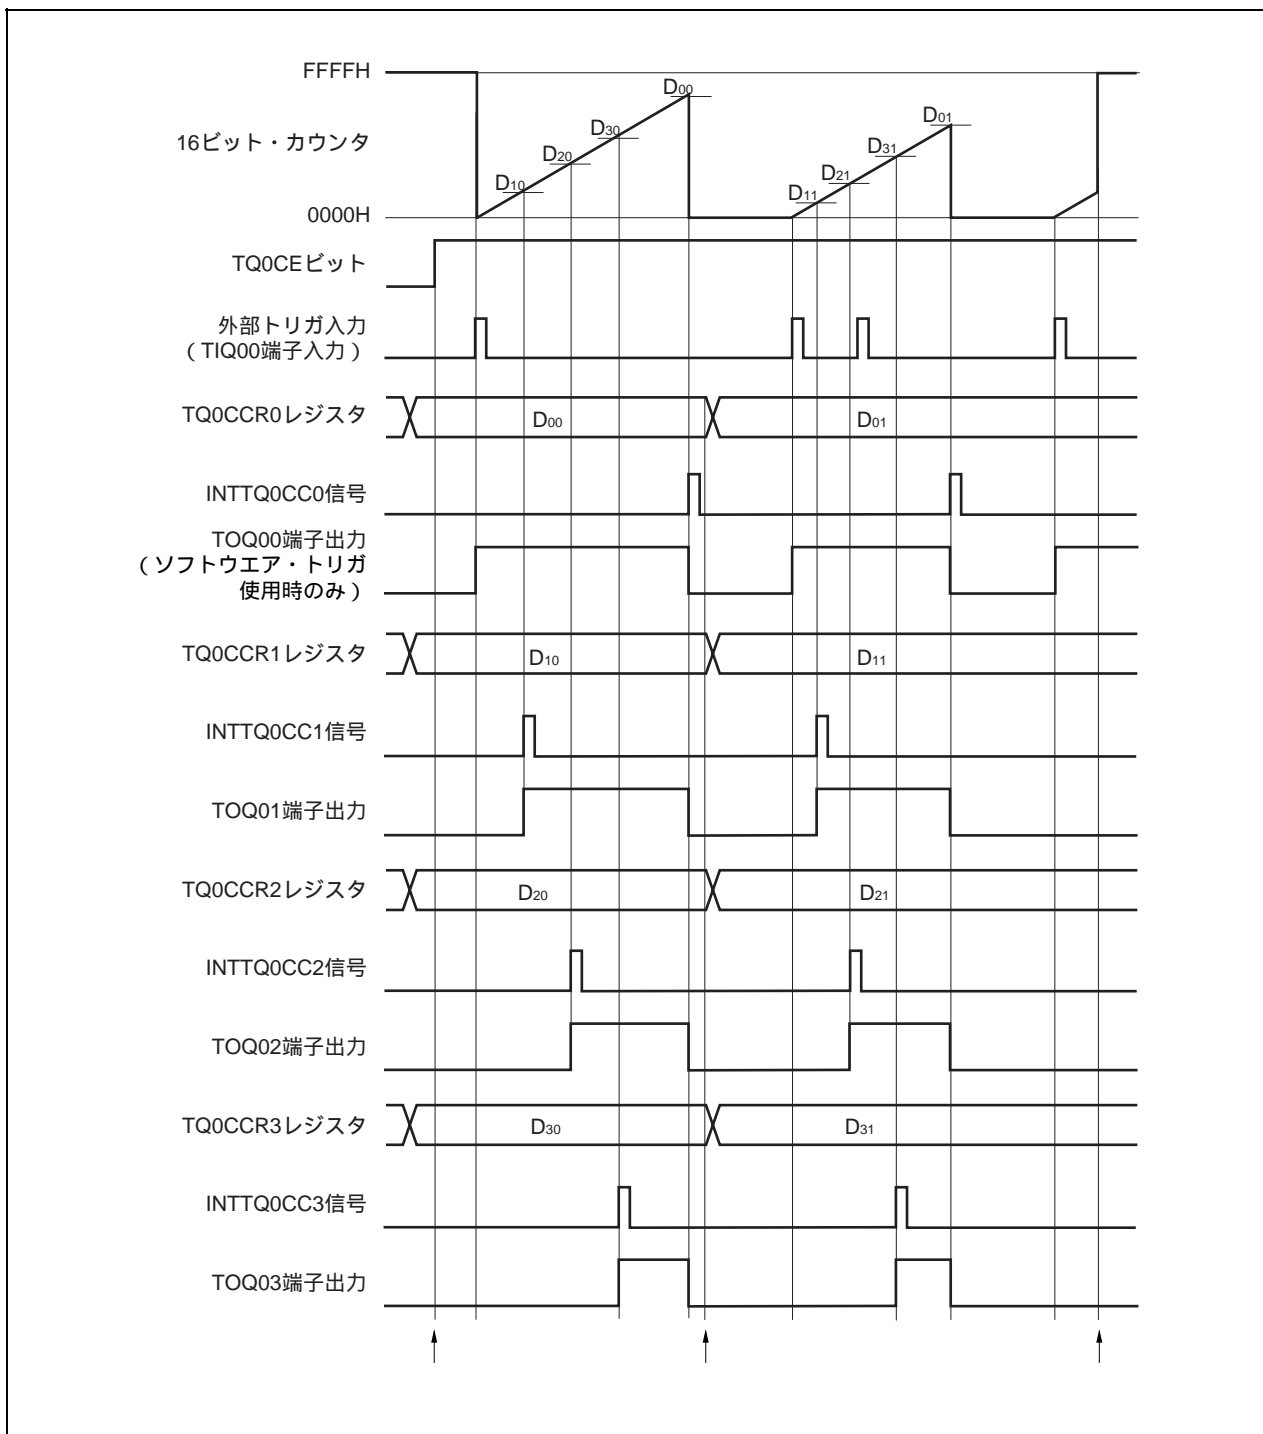 FFFFH
D00
D01
D30
D31
D20
D21
D10
D11
16ビット・カウンタ
0000H
TQ0CEビット
外部トリガ入力
（TIQ00端子入力）
TQ0CCR0レジスタ
D00
D01
INTTQ0CC0信号
TOQ00端子出力
（ソフトウエア・トリガ
使用時のみ）
TQ0CCR1レジスタ
D10
D11
INTTQ0CC1信号
TOQ01端子出力
TQ0CCR2レジスタ
D20
D21
INTTQ0CC2信号
TOQ02端子出力
TQ0CCR3レジスタ
D30
D31
INTTQ0CC3信号
TOQ03端子出力